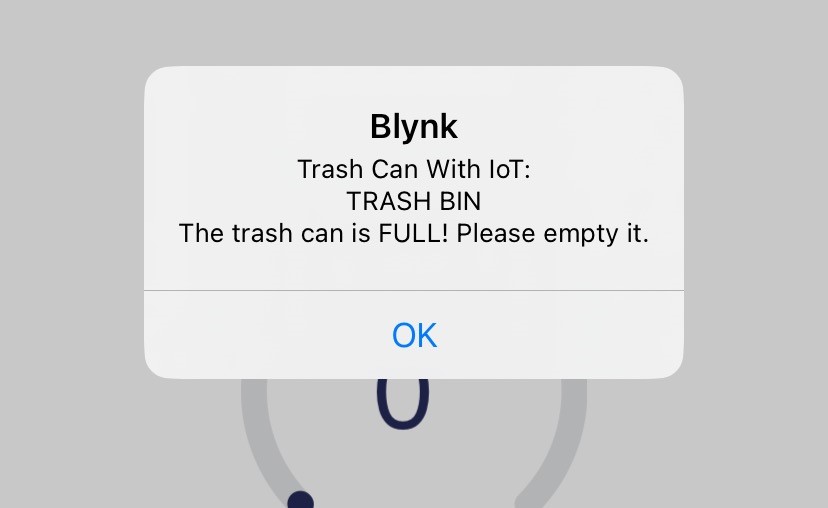 Blynk
Trash Can With IoT:
TRASH BIN
The trash can is FULL! Please empty it.
OK
0